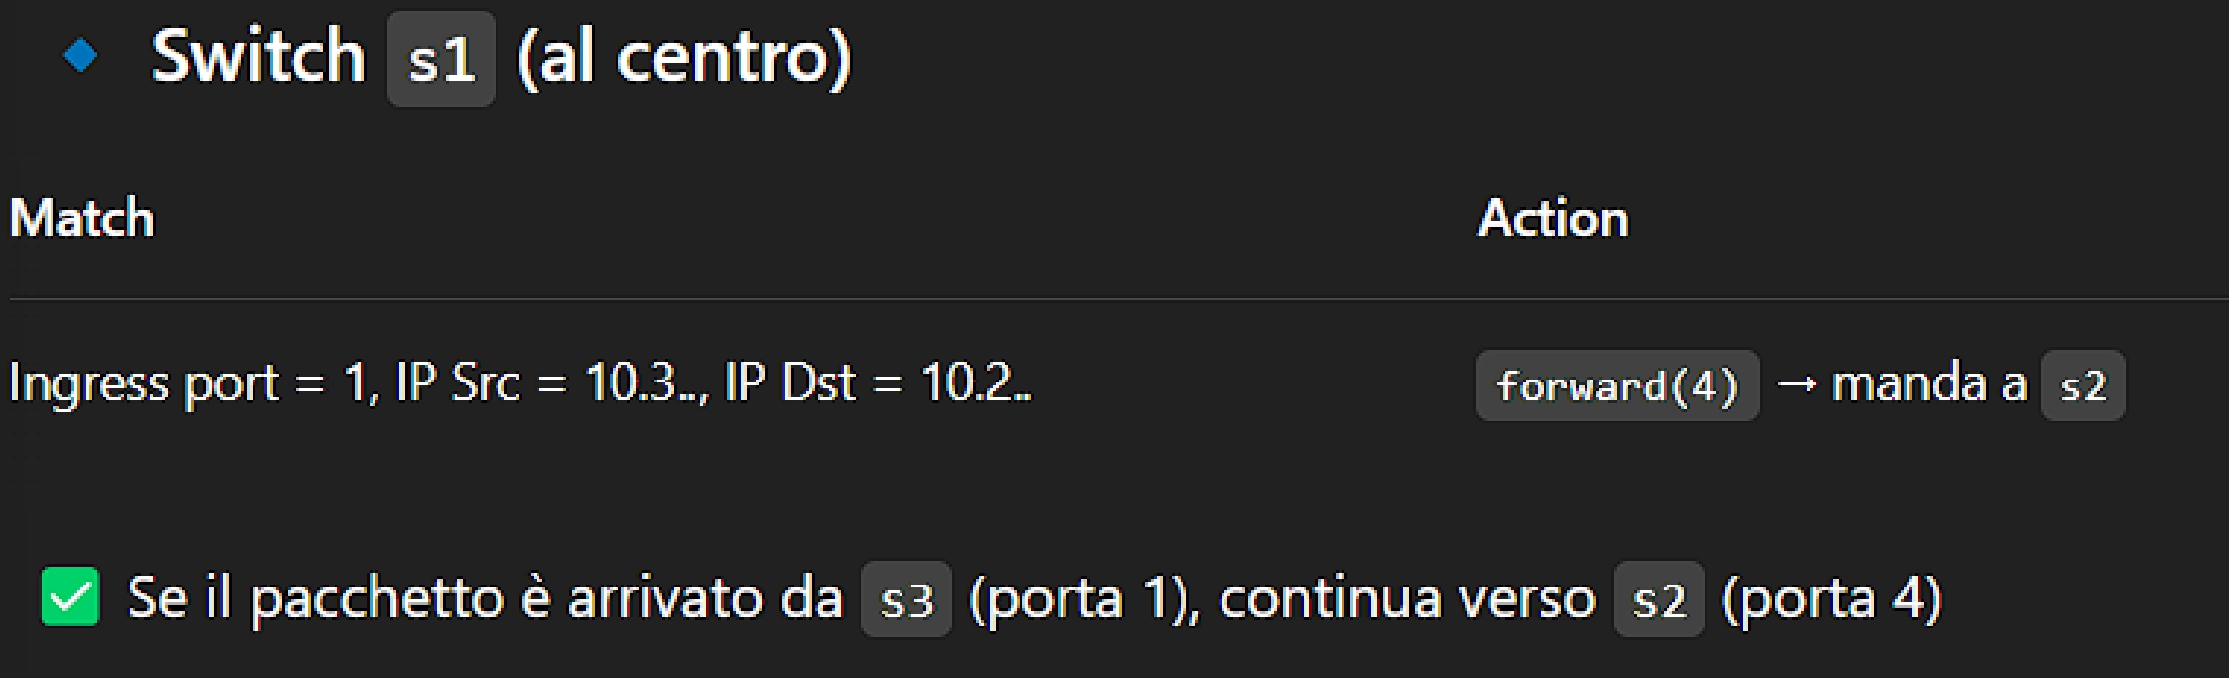 Switch s1 (al centro)
Match Action
Ingress port = 1, IP Src = 10.3.., IP Dst = 10.2.. forward(4) → manda a s2
Se il pacchetto è arrivato da s3 (porta 1), continua verso s2 (porta 4)